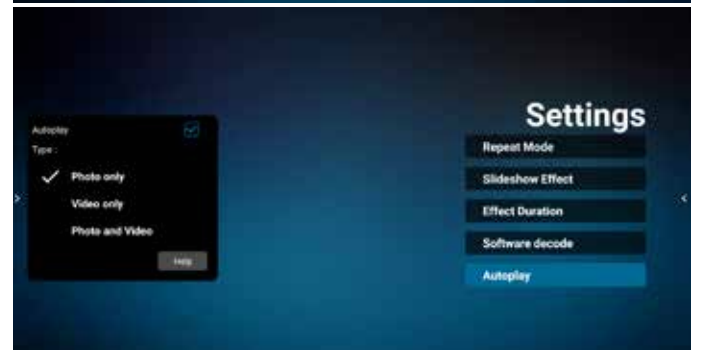 Settings
Autoplay
Type :
Photo only
Video only
Photo and Video
Help
Repeat Mode
Slideshow Effect
Effect Duration
Software decode
Autoplay